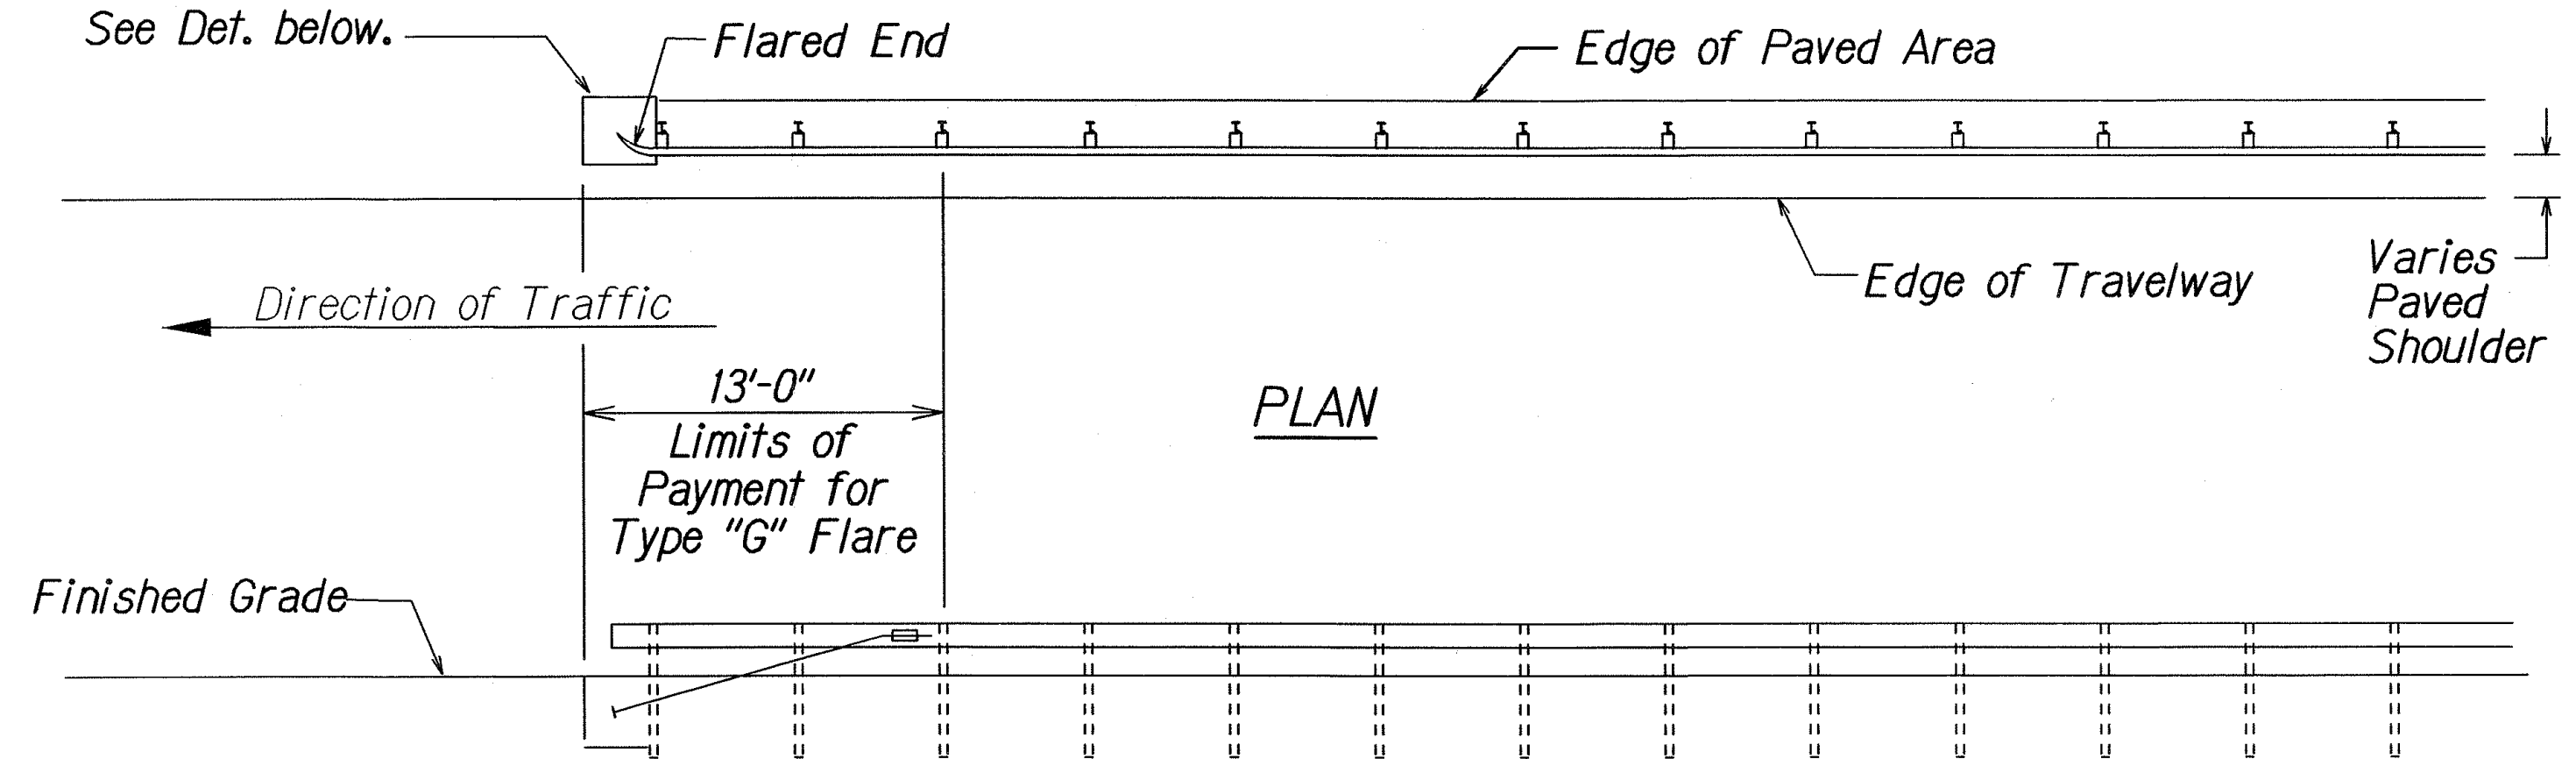 See Det. below.
Flared End
Edge of Paved Area
Varies
Paved
Shoulder
Edge of Travelway
Direction of Traffic
13'-0"
Limits of
Payment for
Type "G" Flare
PLAN
Finished Grade